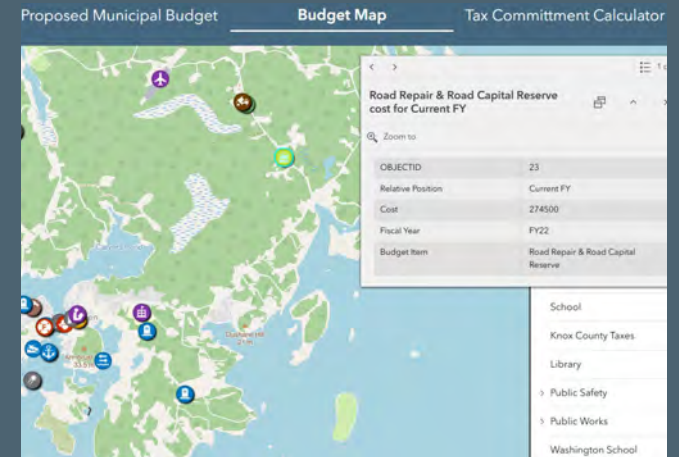 Proposed Municipal Budget
Budget Map
Tax Committment Calculator
Road Repair & Road Capital Reserve
cost for Current FY
Zoom to
OBJECTID 23
Relative Position Current FY
Cost 274500
Fiscal Year FY22
Budget Item Road Repair & Road Capital
Reserve
School
Knox County Taxes
Library
Public Safety
Public Works
Washington School